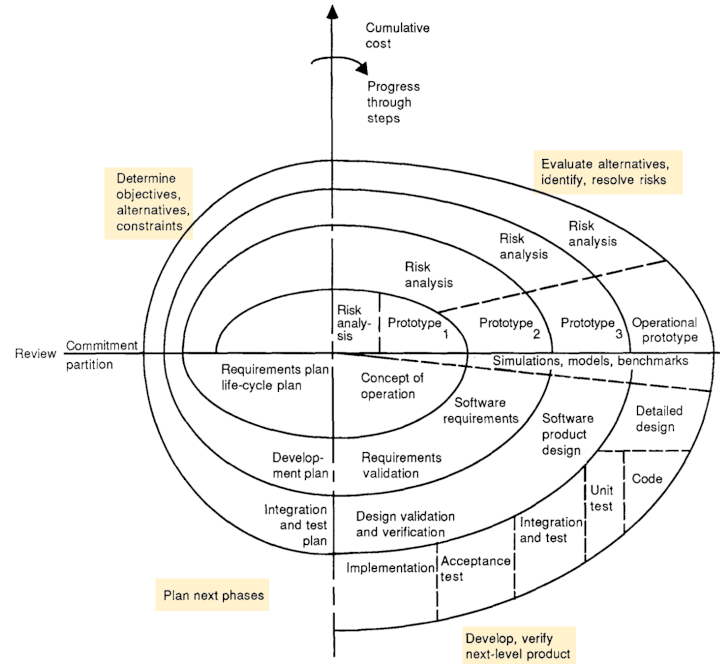 Cumulative
cost
Progress
through
steps
Evaluate alternatives,
identify, resolve risks
Determine
objectives,
alternatives,
constraints
Risk
analysis
Risk
analysis
Risk
analysis
Risk
analy-
sis
Prototype
1
Prototype
2
Prototype
3
Operational
prototype
Review
Commitment
partition
Simulations, models, benchmarks
Requirements plan
life-cycle plan
Concept of
operation
Software
requirements
Software
product
design
Detailed
design
Develop-
ment plan
Requirements
validation
Code
Unit
test
Integration
and test
plan
Design validation
and verification
Integration
and test
Acceptance
test
Implementation
Plan next phases
Develop, verify
next-level product